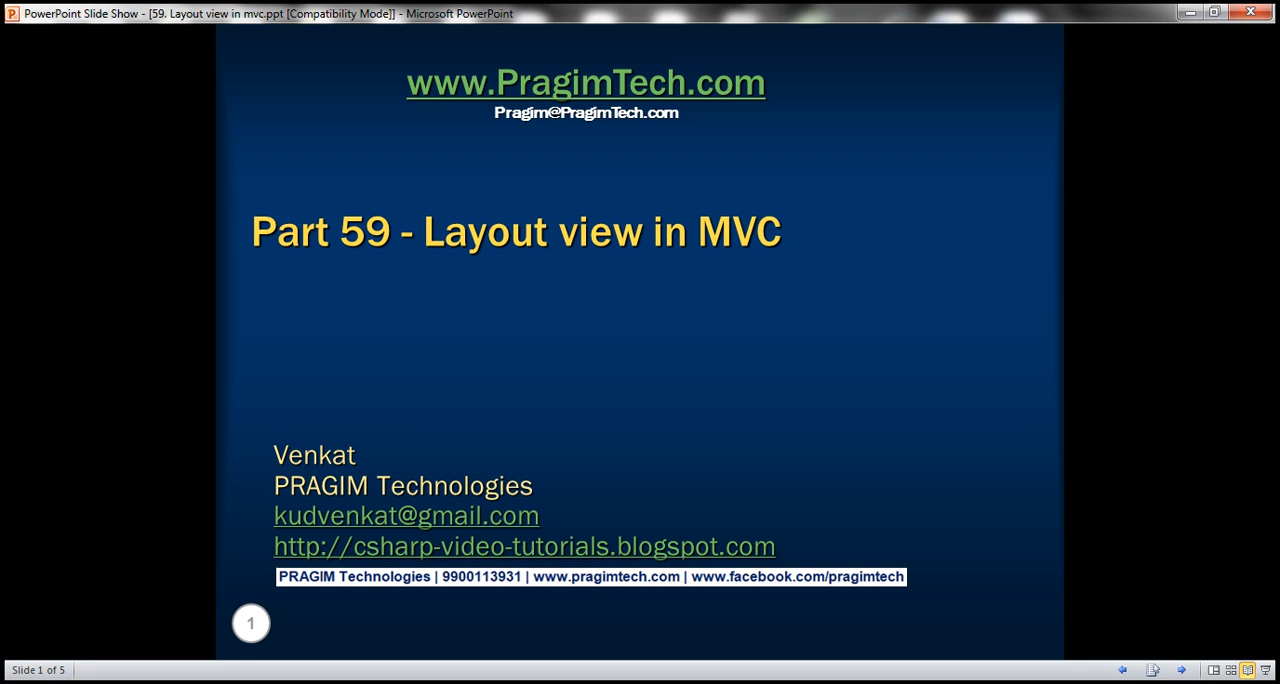 PowerPoint Slide Show - [59. Layout view in mvc.ppt [Compatibility Mode]] - Microsoft PowerPoint
www.PragimTech.com
Pragim@PragimTech.com
Part 59 - Layout view in MVC
Venkat
PRAGIM Technologies
kudvenkat@gmail.com
http://csharp-video-tutorials.blogspot.com
PRAGIM Technologies | 9900113931 | www.pragimtech.com | www.facebook.com/pragimtech
1
Slide 1 of 5